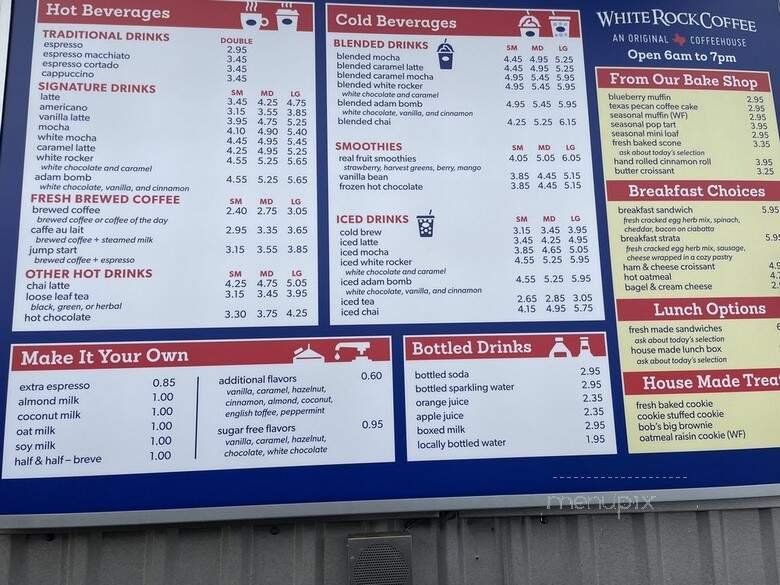 Hot Beverages
TRADITIONAL DRINKS DOUBLE
espresso 2.95
espresso macchiato 3.45
espresso cortado 3.45
cappuccino 3.45
SIGNATURE DRINKS SM MD LG
latte 3.45 4.25 4.75
americano 3.15 3.55 3.85
vanilla latte 3.95 4.75 5.25
mocha 4.10 4.90 5.40
white mocha 4.45 4.95 5.45
caramel latte 4.25 4.95 5.25
white rocker 4.55 5.25 5.65
white chocolate and caramel
adam bomb 4.55 5.25 5.65
white chocolate, vanilla, and cinnamon
FRESH BREWED COFFEE SM MD LG
brewed coffee 2.40 2.75 3.05
brewed coffee or coffee of the day
caffe au lait 2.95 3.35 3.65
brewed coffee + steamed milk
jump start 3.15 3.55 3.85
brewed coffee + espresso
OTHER HOT DRINKS SM MD LG
chai latte 4.25 4.75 5.05
loose leaf tea 3.15 3.45 3.95
black, green, or herbal
hot chocolate 3.30 3.75 4.25
Cold Beverages
BLENDED DRINKS SM MD LG
blended mocha 4.45 4.95 5.25
blended caramel latte 4.45 4.95 5.25
blended caramel mocha 4.95 5.45 5.95
blended white rocker 4.95 5.45 5.95
white chocolate and caramel
blended adam bomb 4.95 5.45 5.95
white chocolate, vanilla, and cinnamon
blended chai 4.25 5.25 6.15
SMOOTHIES SM MD LG
real fruit smoothies 4.05 5.05 6.05
strawberry, harvest greens, berry, mango
vanilla bean 3.85 4.45 5.15
frozen hot chocolate 3.85 4.45 5.15
ICED DRINKS SM MD LG
cold brew 3.15 3.45 3.95
iced latte 3.45 4.25 4.95
iced mocha 3.85 4.65 5.05
iced white rocker 4.55 5.25 5.95
white chocolate and caramel
iced adam bomb 4.55 5.25 5.95
white chocolate, vanilla, and cinnamon
iced tea 2.65 2.85 3.05
iced chai 4.15 4.95 5.75
WHITE ROCK COFFEE
AN ORIGINAL COFFEEHOUSE
Open 6am to 7pm
From Our Bake Shop
blueberry muffin 2.95
texas pecan coffee cake 2.95
seasonal muffin (WF) 2.95
seasonal pop tart 3.95
seasonal mini loaf 2.95
fresh baked scone 3.35
ask about today's selection
hand rolled cinnamon roll 3.95
butter croissant 3.25
Breakfast Choices
breakfast sandwich 5.95
fresh cracked egg herb mix, spinach,
cheddar, bacon on ciabatta
breakfast strata 5.95
fresh cracked egg herb mix, sausage,
cheese wrapped in a cozy pastry
ham & cheese croissant 4.9
hot oatmeal 4.
bagel & cream cheese 2.
Lunch Options
fresh made sandwiches
ask about today's selection
house made lunch box
ask about today's selection
House Made Trea
fresh baked cookie
cookie stuffed cookie
bob's big brownie
oatmeal raisin cookie (WF)
Make It Your Own
extra espresso 0.85
almond milk 1.00
coconut milk 1.00
oat milk 1.00
soy milk 1.00
half & half – breve 1.00
additional flavors 0.60
vanilla, caramel, hazelnut,
cinnamon, almond, coconut,
english toffee, peppermint
sugar free flavors 0.95
vanilla, caramel, hazelnut,
chocolate, white chocolate
Bottled Drinks
bottled soda 2.95
bottled sparkling water 2.95
orange juice 2.35
apple juice 2.35
boxed milk 2.95
locally bottled water 1.95
menupix